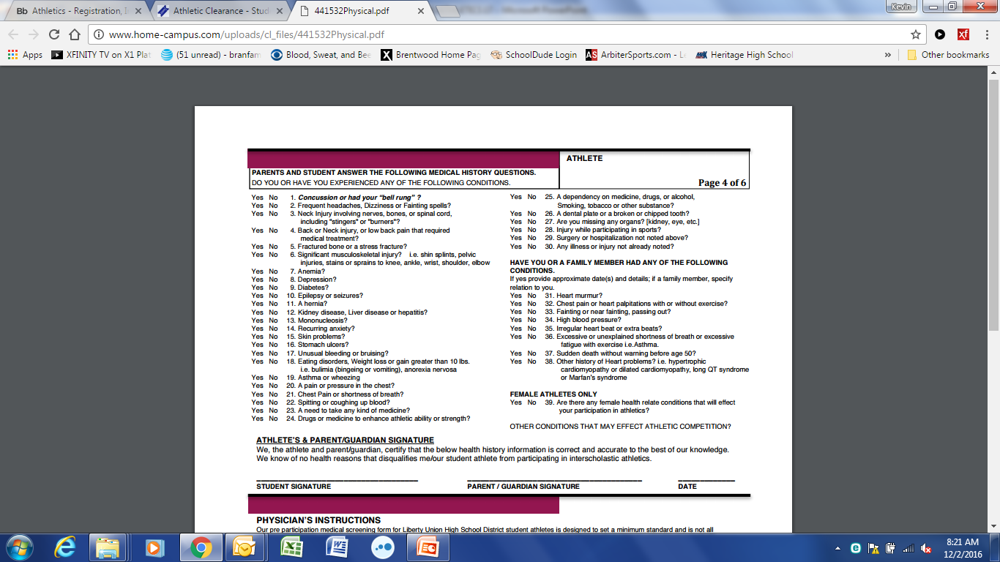 Athletics - Registration, I
Athletic Clearance - Stud
441532Physical.pdf
Kevin
www.home-campus.com/uploads/cl_files/441532Physical.pdf
Apps
XFINITY TV on X1 Plat
(51 unread) - branfam
Blood, Sweat, and Bee
Brentwood Home Pag
SchoolDude Login
ArbiterSports.com - Lo
Heritage High School
» Other bookmarks
ATHLETE
PARENTS AND STUDENT ANSWER THE FOLLOWING MEDICAL HISTORY QUESTIONS.
DO YOU OR HAVE YOU EXPERIENCED ANY OF THE FOLLOWING CONDITIONS.
Page 4 of 6
Yes No 1. Concussion or had your “bell rung” ?
Yes No 2. Frequent headaches, Dizziness or Fainting spells?
Yes No 3. Neck Injury involving nerves, bones, or spinal cord,
including "stingers" or "burners"?
Yes No 4. Back or Neck injury, or low back pain that required
medical treatment?
Yes No 5. Fractured bone or a stress fracture?
Yes No 6. Significant musculoskeletal injury? i.e. shin splints, pelvic
injuries, stains or sprains to knee, ankle, wrist, shoulder, elbow
Yes No 7. Anemia?
Yes No 8. Depression?
Yes No 9. Diabetes?
Yes No 10. Epilepsy or seizures?
Yes No 11. A hernia?
Yes No 12. Kidney disease, Liver disease or hepatitis?
Yes No 13. Mononucleosis?
Yes No 14. Recurring anxiety?
Yes No 15. Skin problems?
Yes No 16. Stomach ulcers?
Yes No 17. Unusual bleeding or bruising?
Yes No 18. Eating disorders, Weight loss or gain greater than 10 lbs.
i.e. bulimia (bingeing or vomiting), anorexia nervosa
Yes No 19. Asthma or wheezing
Yes No 20. A pain or pressure in the chest?
Yes No 21. Chest Pain or shortness of breath?
Yes No 22. Spitting or coughing up blood?
Yes No 23. A need to take any kind of medicine?
Yes No 24. Drugs or medicine to enhance athletic ability or strength?
Yes No 25. A dependency on medicine, drugs, or alcohol,
Smoking, tobacco or other substance?
Yes No 26. A dental plate or a broken or chipped tooth?
Yes No 27. Are you missing any organs? [kidney, eye, etc.]
Yes No 28. Injury while participating in sports?
Yes No 29. Surgery or hospitalization not noted above?
Yes No 30. Any illness or injury not already noted?
HAVE YOU OR A FAMILY MEMBER HAD ANY OF THE FOLLOWING
CONDITIONS.
If yes provide approximate date(s) and details; if a family member, specify
relation to you.
Yes No 31. Heart murmur?
Yes No 32. Chest pain or heart palpitations with or without exercise?
Yes No 33. Fainting or near fainting, passing out?
Yes No 34. High blood pressure?
Yes No 35. Irregular heart beat or extra beats?
Yes No 36. Excessive or unexplained shortness of breath or excessive
fatigue with exercise i.e.Asthma.
Yes No 37. Sudden death without warning before age 50?
Yes No 38. Other history of Heart problems? i.e. hypertrophic
cardiomyopathy or dilated cardiomyopathy, long QT syndrome
or Marfan's syndrome
FEMALE ATHLETES ONLY
Yes No 39. Are there any female health relate conditions that will effect
your participation in athletics?
OTHER CONDITIONS THAT MAY EFFECT ATHLETIC COMPETITION?
ATHLETE'S & PARENT/GUARDIAN SIGNATURE
We, the athlete and parent/guardian, certify that the below health history information is correct and accurate to the best of our knowledge.
We know of no health reasons that disqualifies me/our student athlete from participating in interscholastic athletics.
STUDENT SIGNATURE
PARENT / GUARDIAN SIGNATURE
DATE
PHYSICIAN'S INSTRUCTIONS
Our pre participation medical screening form for Liberty Union High School District student athletes is designed to set a minimum standard and is not all
8:21 AM
12/2/2016